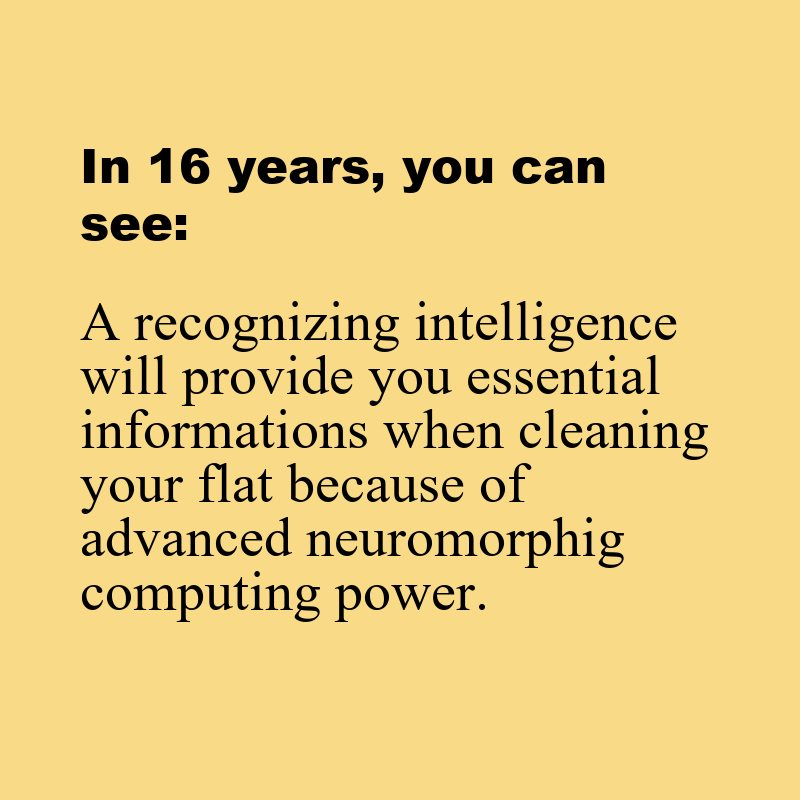 In 16 years, you can
see:
A recognizing intelligence
will provide you essential
informations when cleaning
your flat because of
advanced neuromorphig
computing power.